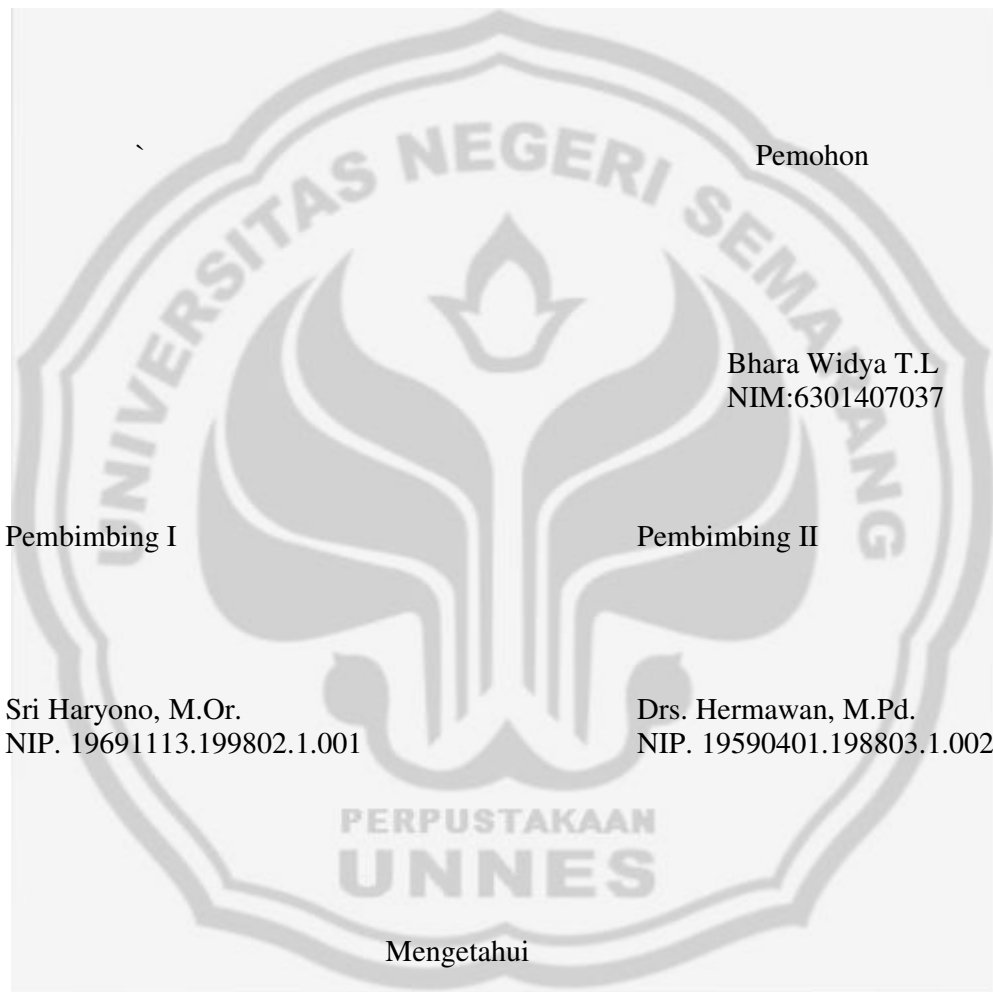 UNIVERSITAS NEGERI SEMARANG
` Pemohon
Bhara Widya T.L
NIM:6301407037
Pembimbing I Pembimbing II
Sri Haryono, M.Or. Drs. Hermawan, M.Pd.
NIP. 19691113.199802.1.001 NIP. 19590401.198803.1.002
PERPUSTAKAAN
UNNES
Mengetahui